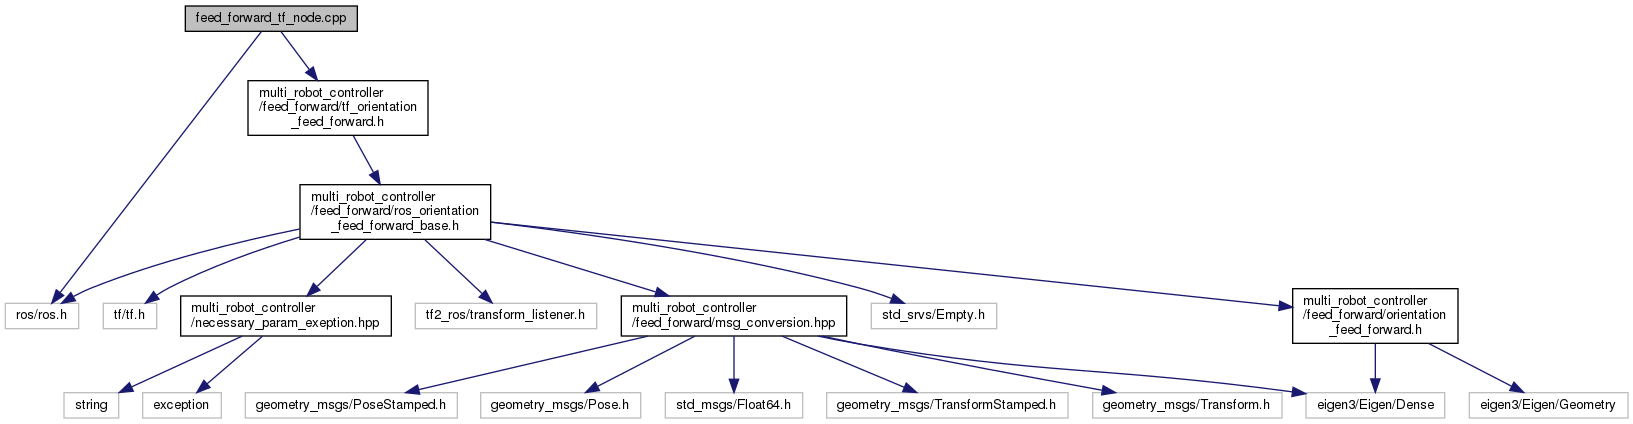 feed_forward_tf_node.cpp
multi_robot_controller
/feed_forward/tf_orientation
_feed_forward.h
multi_robot_controller
/feed_forward/ros_orientation
_feed_forward_base.h
ros/ros.h
tf/tf.h
multi_robot_controller
/necessary_param_exeption.hpp
tf2_ros/transform_listener.h
multi_robot_controller
/feed_forward/msg_conversion.hpp
std_srvs/Empty.h
multi_robot_controller
/feed_forward/orientation
_feed_forward.h
string
exception
geometry_msgs/PoseStamped.h
geometry_msgs/Pose.h
std_msgs/Float64.h
geometry_msgs/TransformStamped.h
geometry_msgs/Transform.h
eigen3/Eigen/Dense
eigen3/Eigen/Geometry